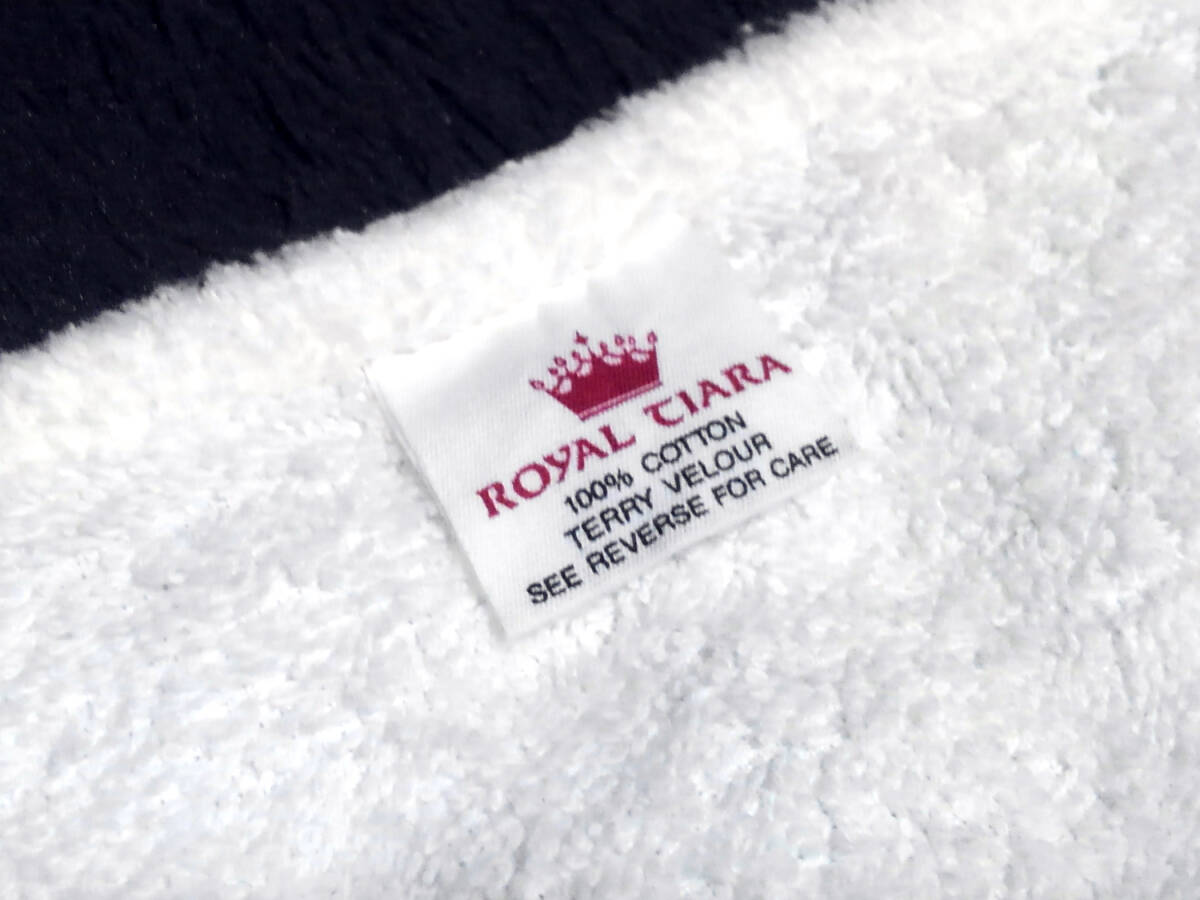 ROYAL TIARA
100% COTTON
TERRY VELOUR
SEE REVERSE FOR CARE